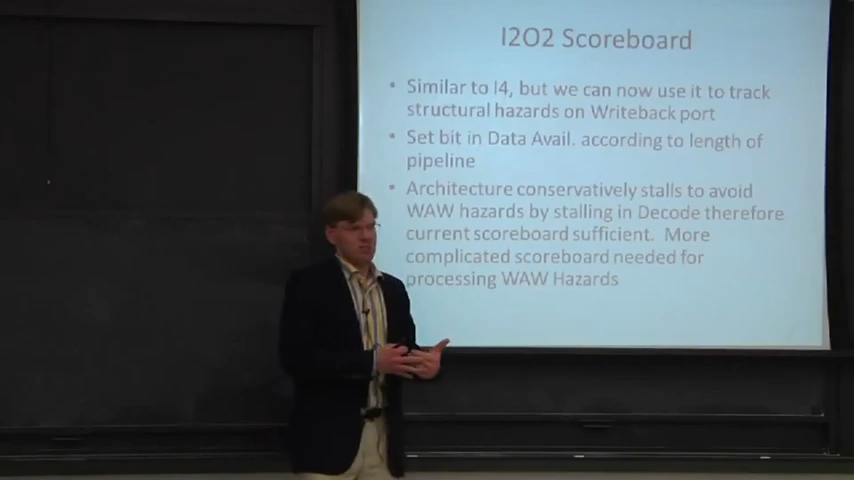 I2O2 Scoreboard
• Similar to I4, but we can now use it to track
structural hazards on Writeback port
• Set bit in Data Avail. according to length of
pipeline
• Architecture conservatively stalls to avoid
WAW hazards by stalling in Decode therefore
current scoreboard sufficient. More
complicated scoreboard needed for
processing WAW Hazards